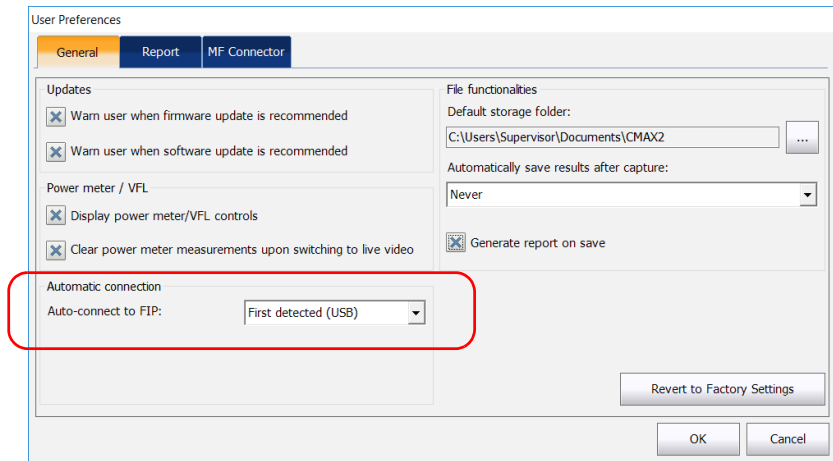 User Preferences
General
Report
MF Connector
Updates
Warn user when firmware update is recommended
Warn user when software update is recommended
Power meter / VFL
Display power meter/VFL controls
Clear power meter measurements upon switching to live video
Automatic connection
Auto-connect to FIP:
First detected (USB)
File functionalities
Default storage folder:
C:\Users\Supervisor\Documents\CMAX2
...
Automatically save results after capture:
Never
Generate report on save
Revert to Factory Settings
OK
Cancel